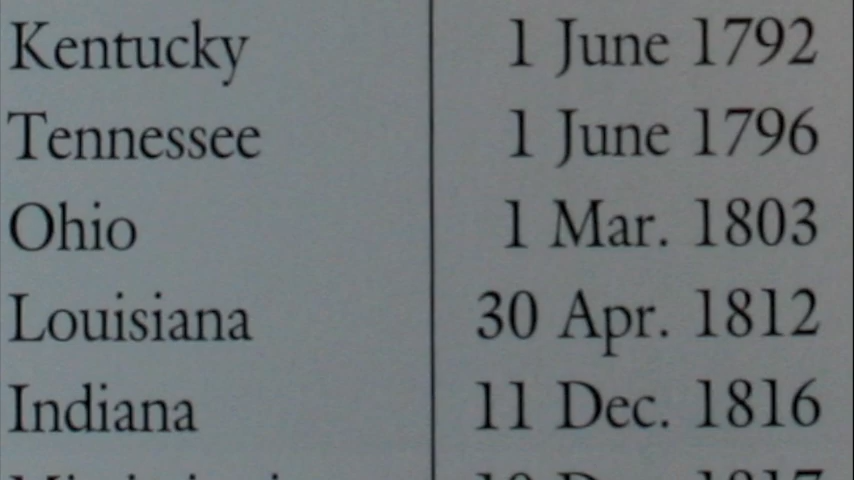 Kentucky 1 June 1792
Tennessee 1 June 1796
Ohio 1 Mar. 1803
Louisiana 30 Apr. 1812
Indiana 11 Dec. 1816